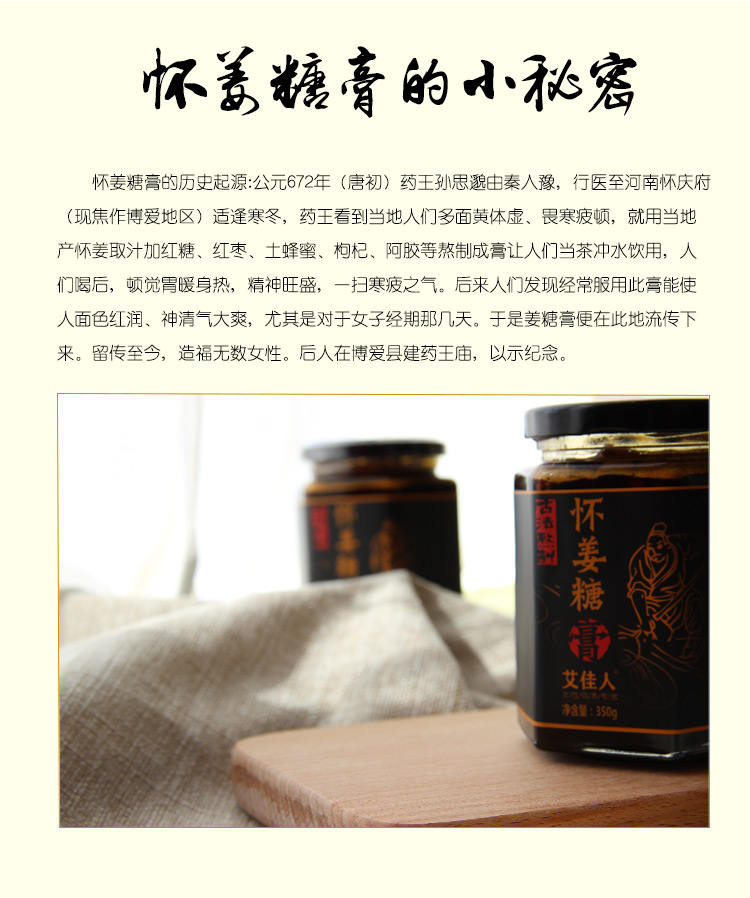 怀姜糖膏的小秘密
怀姜糖膏的历史起源:公元672年（唐初）药王孙思邈由秦入豫，行医至河南怀庆府
（现焦作博爱地区）适逢寒冬，药王看到当地人们多面黄体虚、畏寒疲顿，就用当地
产怀姜取汁加红糖、红枣、土蜂蜜、枸杞、阿胶等熬制成膏让人们当茶冲水饮用，人
们喝后，顿觉胃暖身热，精神旺盛，一扫寒疲之气。后来人们发现经常服用此膏能使
人面色红润、神清气大爽，尤其是对于女子经期那几天。于是姜糖膏便在此地流传下
来。留传至今，造福无数女性。后人在博爱县建药王庙，以示纪念。
怀姜糖
古法
怀姜糖
膏
艾佳人
净含量：350g